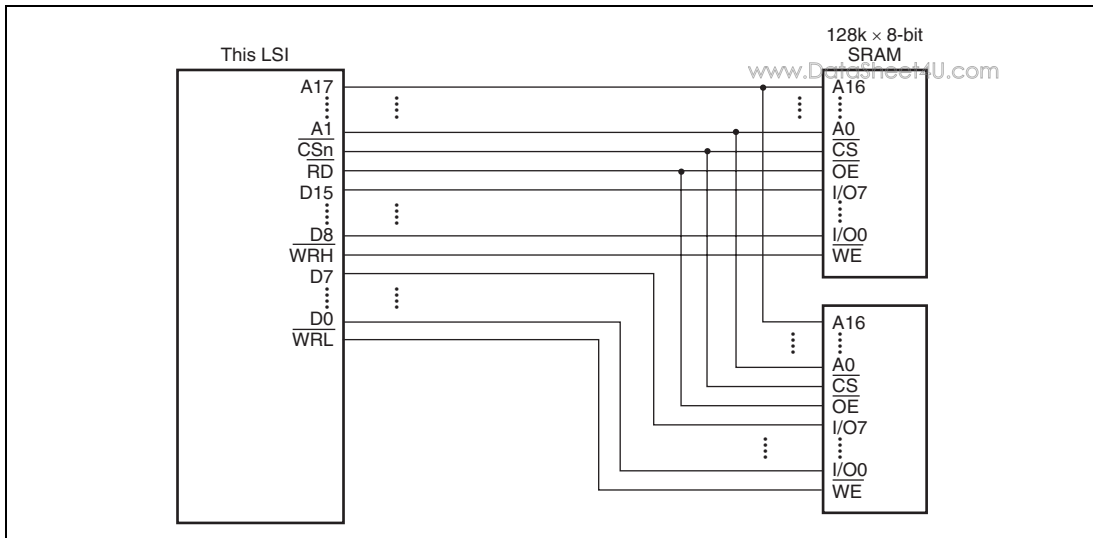 This LSI
A17
A1
CSn
RD
D15
D8
WRH
D7
D0
WRL
128k × 8-bit
SRAM
www.DataSheet4U.com
A16
A0
CS
OE
I/O7
I/O0
WE
A16
A0
CS
OE
I/O7
I/O0
WE